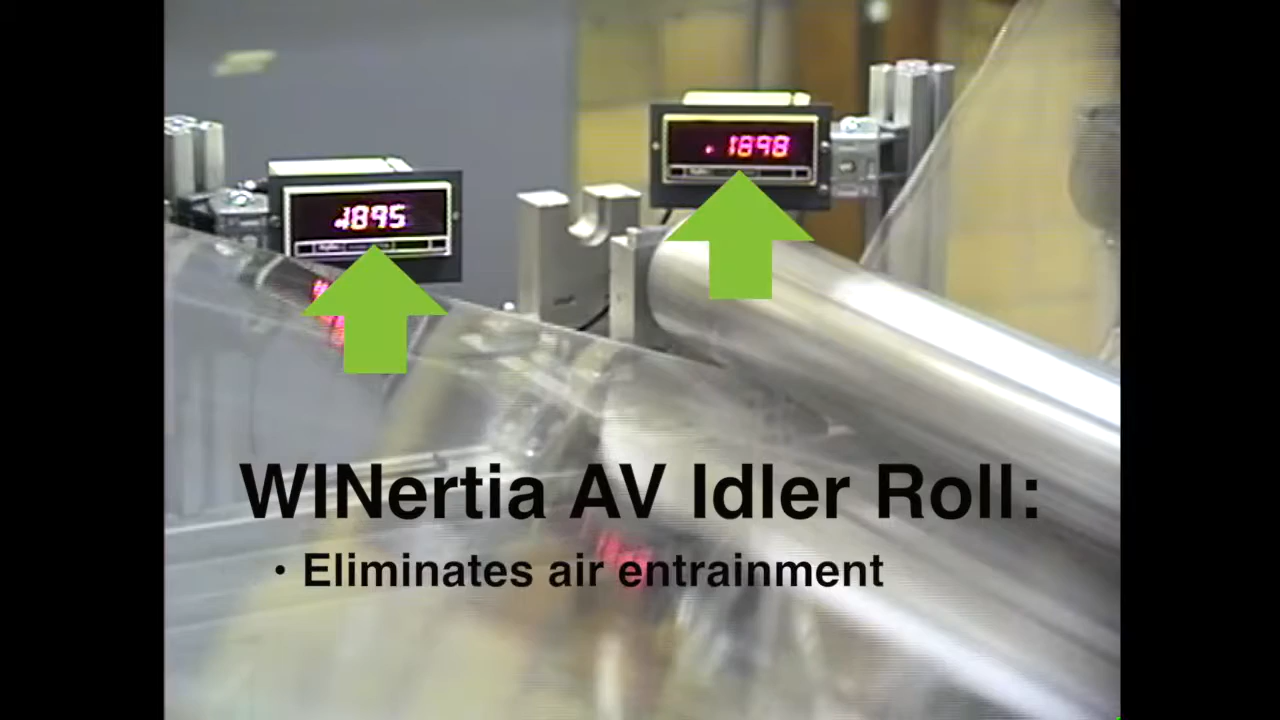 1898
1895
WINertia AV Idler Roll:
• Eliminates air entrainment